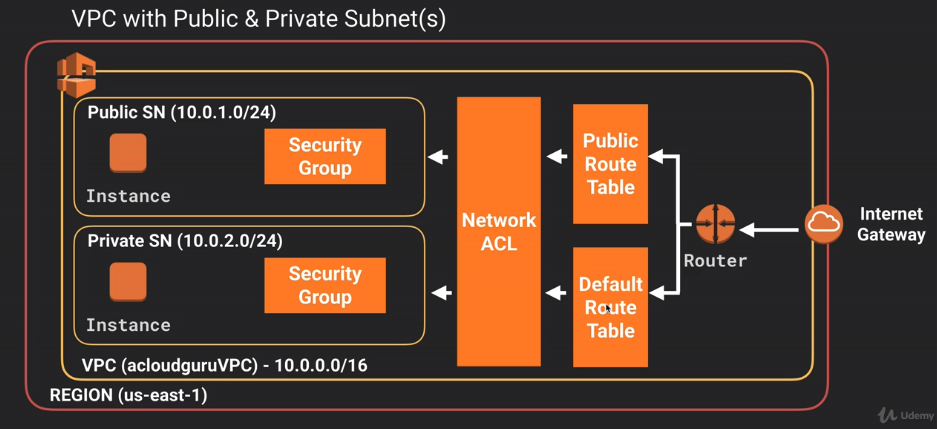 VPC with Public & Private Subnet(s)
Public SN (10.0.1.0/24)
Instance
Security
Group
Private SN (10.0.2.0/24)
Instance
Security
Group
VPC (acloudguruVPC) - 10.0.0.0/16
REGION (us-east-1)
Network
ACL
Public
Route
Table
Default
Route
Table
Router
Internet
Gateway
Udemy